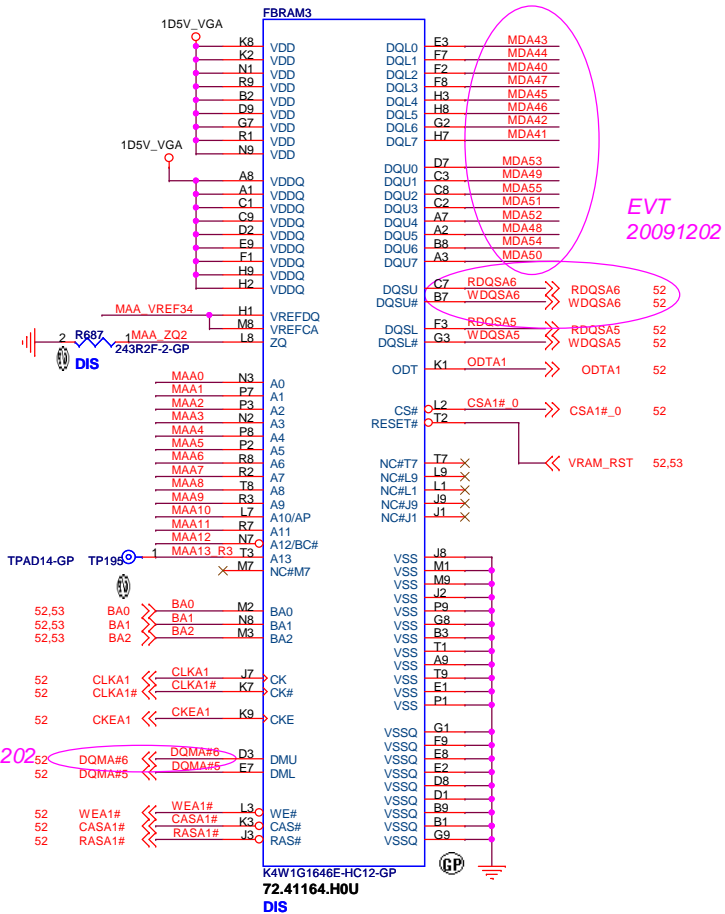 FBRAM3
1D5V_VGA
K8 VDD
K2 VDD
N1 VDD
R9 VDD
B2 VDD
D9 VDD
G7 VDD
R1 VDD
N9 VDD
1D5V_VGA
A8 VDDQ
A1 VDDQ
C1 VDDQ
C9 VDDQ
D2 VDDQ
E9 VDDQ
F1 VDDQ
H9 VDDQ
H2 VDDQ
MAA_VREF34 H1 VREFDQ
M8 VREFCA
2 R687 1 MAA_ZQ2 L8 ZQ
243R2F-2-GP
DIS
MAA0 N3 A0
MAA1 P7 A1
MAA2 P3 A2
MAA3 N2 A3
MAA4 P8 A4
MAA5 P2 A5
MAA6 R8 A6
MAA7 R2 A7
MAA8 T8 A8
MAA9 R3 A9
MAA10 L7 A10/AP
MAA11 R7 A11
MAA12 N7 A12/BC#
TPAD14-GP TP195 1 MAA13_R3 T3 A13
M7 NC#M7
52,53 BA0 BA0 M2 BA0
52,53 BA1 BA1 N8 BA1
52,53 BA2 BA2 M3 BA2
52 CLKA1 CLKA1 J7 CK
52 CLKA1# CLKA1# K7 CK#
52 CKEA1 CKEA1 K9 CKE
202
52 DQMA#6 DQMA#6 D3 DMU
52 DQMA#5 DQMA#5 E7 DML
52 WEA1# WEA1# L3 WE#
52 CASA1# CASA1# K3 CAS#
52 RASA1# RASA1# J3 RAS#
DQL0 E3 MDA43
DQL1 F7 MDA44
DQL2 F2 MDA40
DQL3 F8 MDA47
DQL4 H3 MDA45
DQL5 H8 MDA46
DQL6 G2 MDA42
DQL7 H7 MDA41
DQU0 D7 MDA53
DQU1 C3 MDA49
DQU2 C8 MDA55
DQU3 C2 MDA51
DQU4 A7 MDA52
DQU5 A2 MDA48
DQU6 B8 MDA54
DQU7 A3 MDA50
EVT
20091202
DQSU C7 RDQSA6 RDQSA6 52
DQSU# B7 WDQSA6 WDQSA6 52
DQSL F3 RDQSA5 RDQSA5 52
DQSL# G3 WDQSA5 WDQSA5 52
ODT K1 ODTA1 ODTA1 52
CS# L2 CSA1#_0 CSA1#_0 52
RESET# T2
VRAM_RST 52,53
NC#T7 T7
NC#L9 L9
NC#L1 L1
NC#J9 J9
NC#J1 J1
VSS J8
VSS M1
VSS M9
VSS J2
VSS P9
VSS G8
VSS B3
VSS T1
VSS A9
VSS T9
VSS E1
VSS P1
VSSQ G1
VSSQ F9
VSSQ E8
VSSQ E2
VSSQ D8
VSSQ D1
VSSQ B9
VSSQ B1
VSSQ G9
GP
K4W1G1646E-HC12-GP
72.41164.H0U
DIS